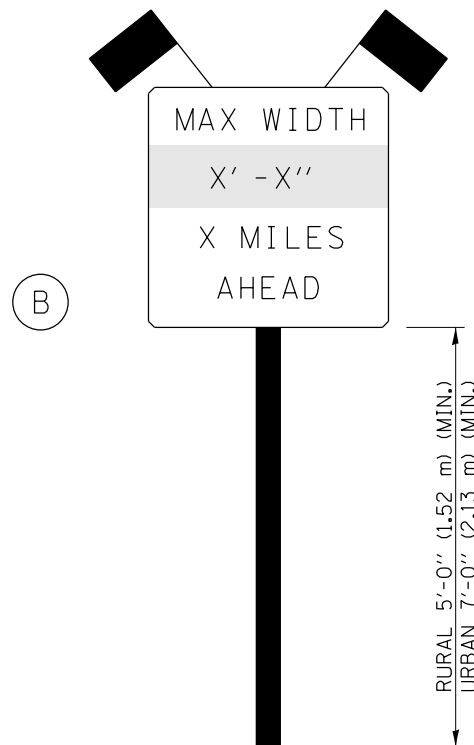 MAX WIDTH
X'-X''
X MILES
AHEAD
B
RURAL 5'-0'' (1.52 m) (MIN.)
URBAN 7'-0'' (2.13 m) (MIN.)